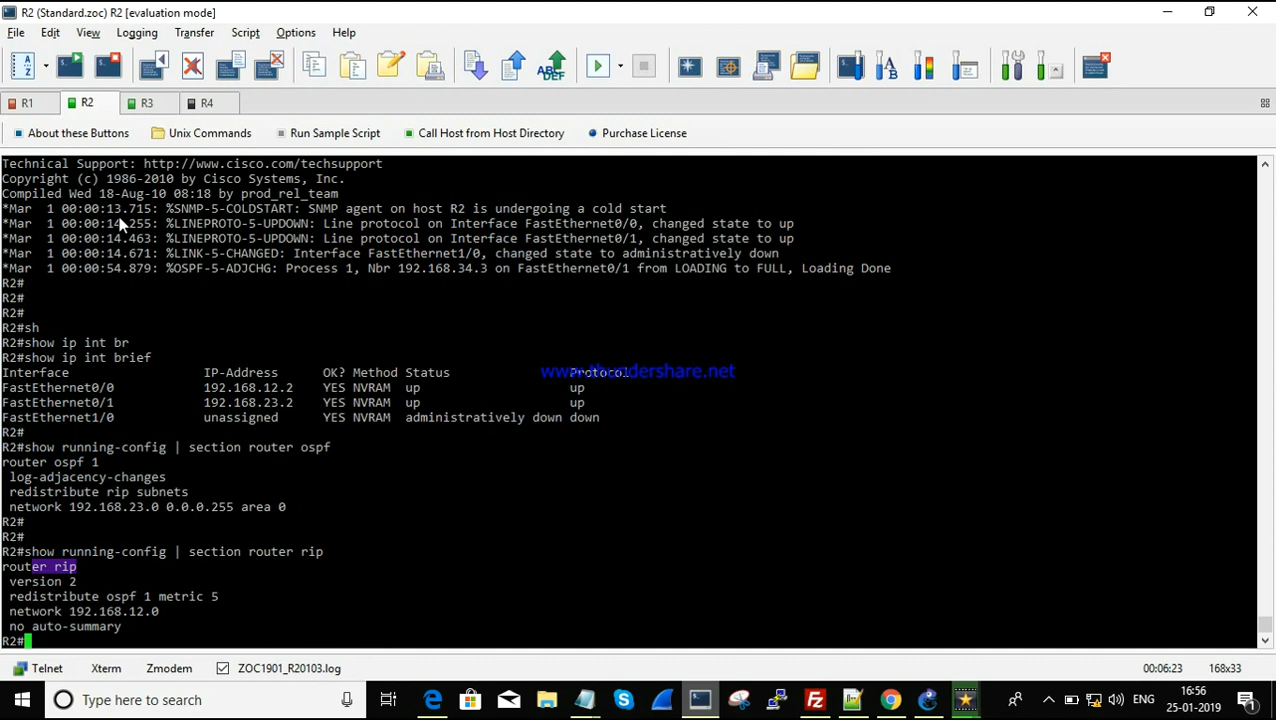 R2 (Standard.zoc) R2 [evaluation mode]
File Edit View Logging Transfer Script Options Help
R1 R2 R3 R4
About these Buttons Unix Commands Run Sample Script Call Host from Host Directory Purchase License
Technical Support: http://www.cisco.com/techsupport
Copyright (c) 1986-2010 by Cisco Systems, Inc.
Compiled Wed 18-Aug-10 08:18 by prod_rel_team
*Mar  1 00:00:13.715: %SNMP-5-COLDSTART: SNMP agent on host R2 is undergoing a cold start
*Mar  1 00:00:14.255: %LINEPROTO-5-UPDOWN: Line protocol on Interface FastEthernet0/0, changed state to up
*Mar  1 00:00:14.463: %LINEPROTO-5-UPDOWN: Line protocol on Interface FastEthernet0/1, changed state to up
*Mar  1 00:00:14.671: %LINK-5-CHANGED: Interface FastEthernet1/0, changed state to administratively down
*Mar  1 00:00:54.879: %OSPF-5-ADJCHG: Process 1, Nbr 192.168.34.3 on FastEthernet0/1 from LOADING to FULL, Loading Done
R2#
R2#
R2#
R2#sh
R2#show ip int br
R2#show ip int brief
Interface IP-Address OK? Method Status Protocol
www.thundershare.net
FastEthernet0/0 192.168.12.2 YES NVRAM up up
FastEthernet0/1 192.168.23.2 YES NVRAM up up
FastEthernet1/0 unassigned YES NVRAM administratively down down
R2#
R2#show running-config | section router ospf
router ospf 1
log-adjacency-changes
redistribute rip subnets
network 192.168.23.0 0.0.0.255 area 0
R2#
R2#
R2#show running-config | section router rip
router rip
version 2
redistribute ospf 1 metric 5
network 192.168.12.0
no auto-summary
R2#
Telnet Xterm Zmodem ZOC1901_R20103.log 00:06:23 168x33
Type here to search ENG 16:56
25-01-2019